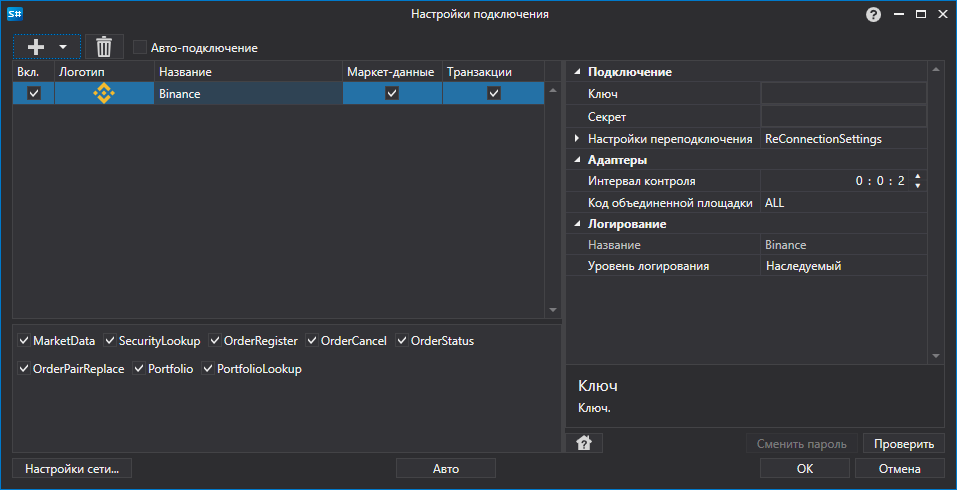 S# Настройки подключения ?
Авто-подключение
Вкл. Логотип Название Маркет-данные Транзакции
Binance
Подключение
Ключ
Секрет
Настройки переподключения ReConnectionSettings
Адаптеры
Интервал контроля 0 : 0 : 2
Код объединенной площадки ALL
Логирование
Название Binance
Уровень логирования Наследуемый
MarketData SecurityLookup OrderRegister OrderCancel OrderStatus
OrderPairReplace Portfolio PortfolioLookup
Ключ
Ключ.
? Сменить пароль Проверить
Настройки сети... Авто OK Отмена